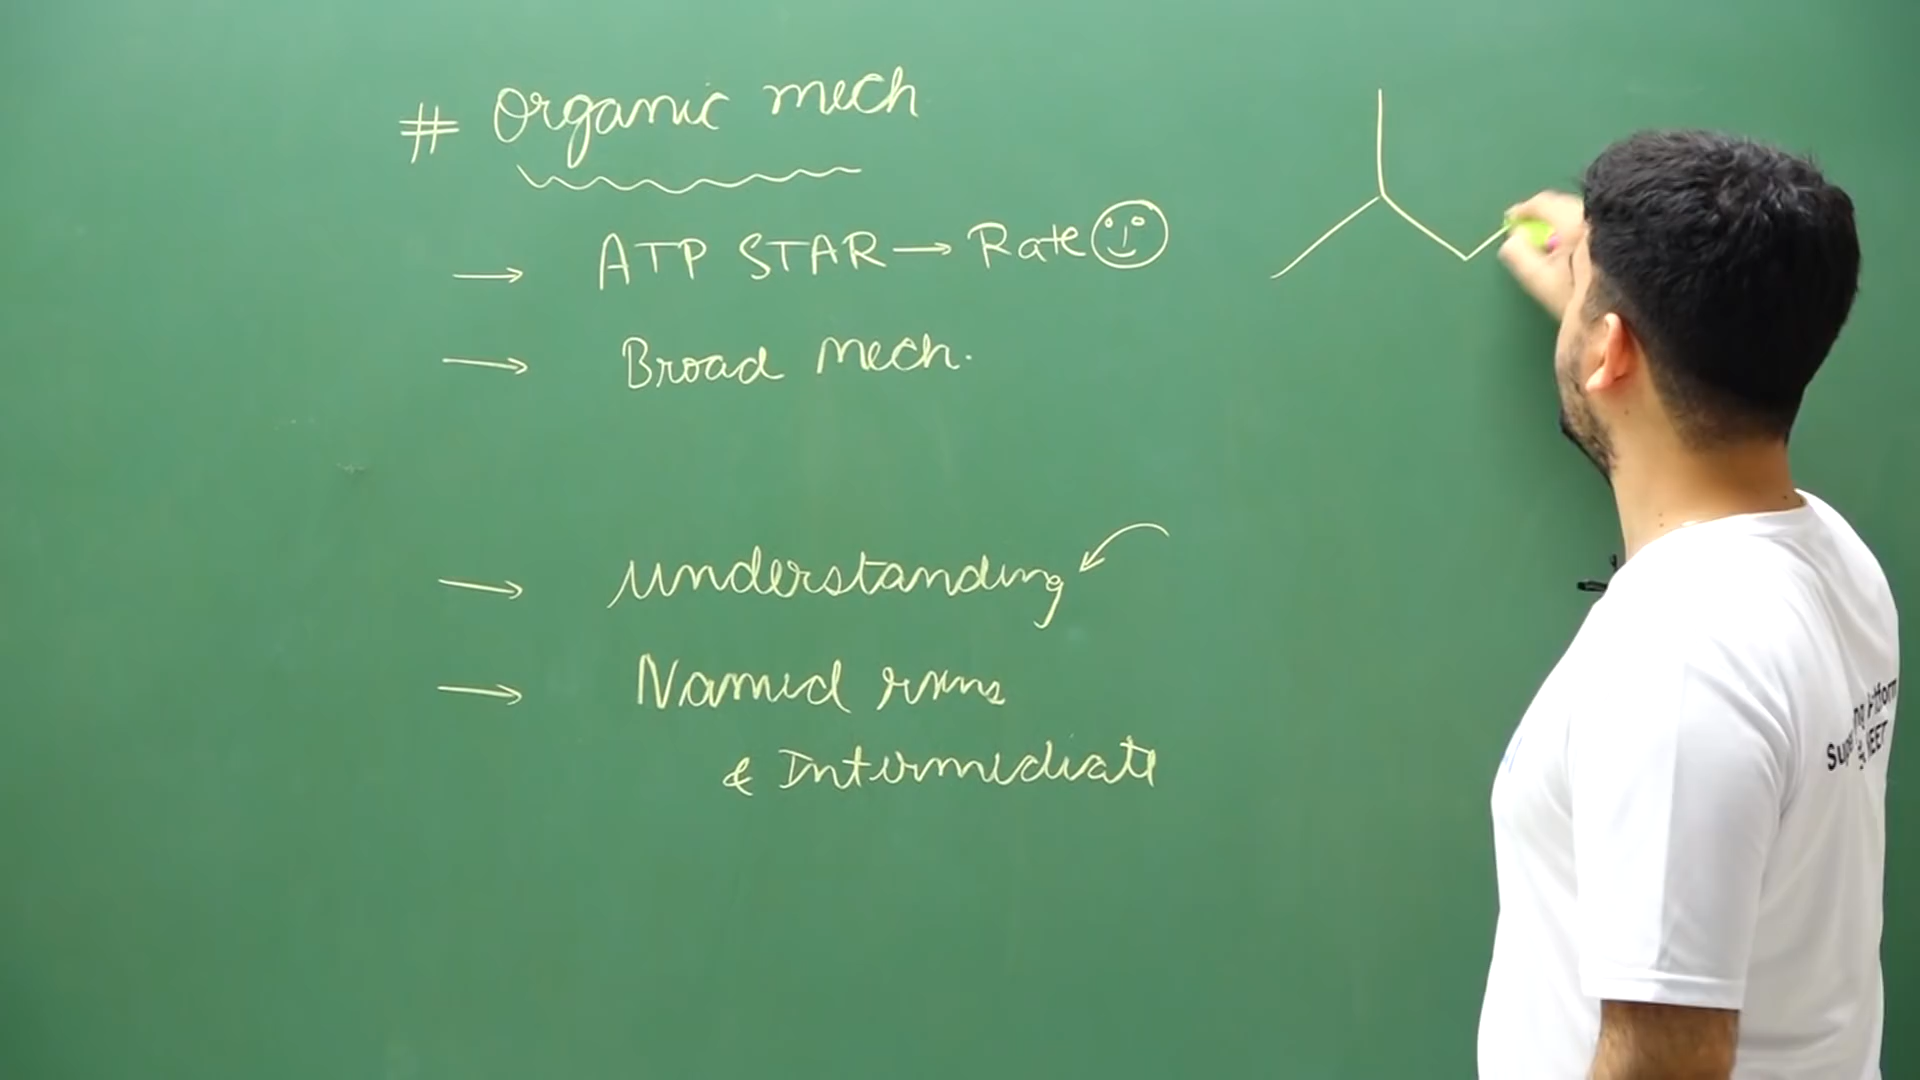 # Organic mech
→ ATP STAR → Rate
→ Broad Mech.
→ understanding
→ Named rxns
& Intermediate